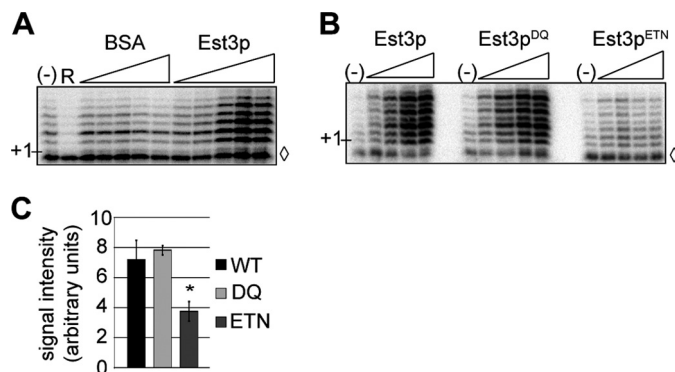 A
BSA Est3p
(-) R
+1
◊
B
Est3p Est3pᴰQ Est3pᴱᵀᴺ
(-) (-) (-)
+1
◊
C
signal intensity
(arbitrary units)
10
8
6
4
2
0
*
WT
DQ
ETN